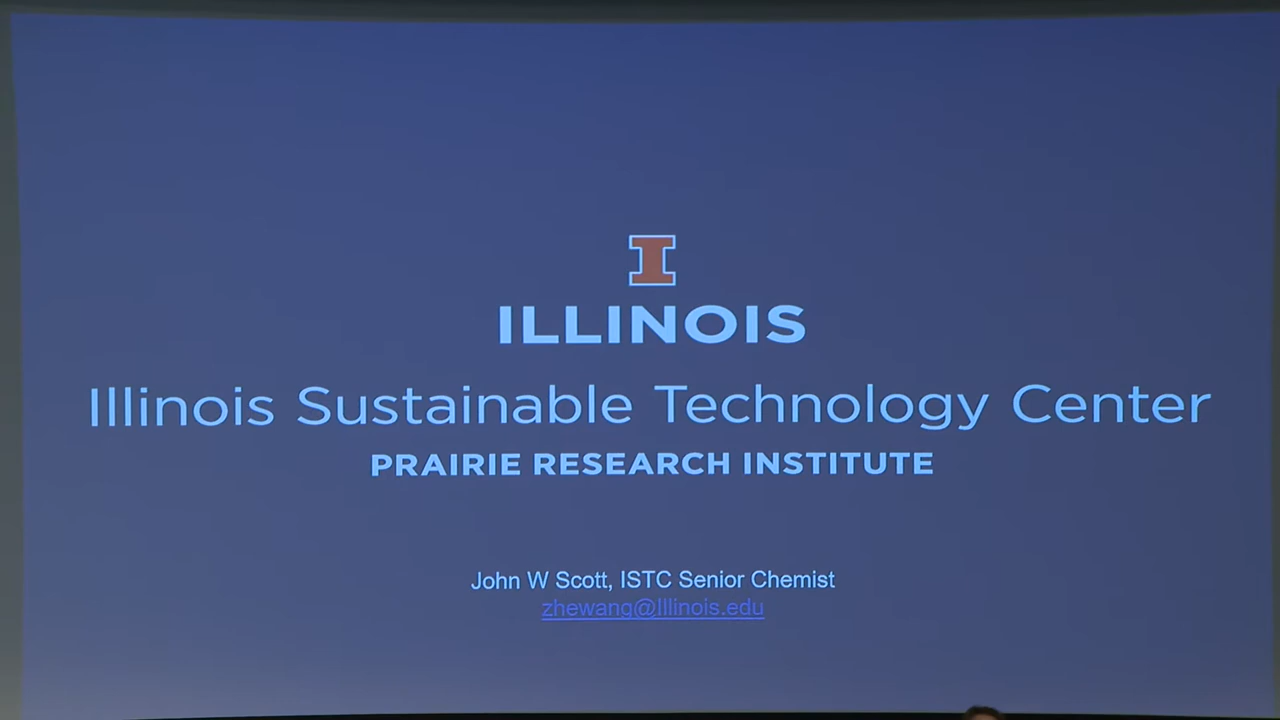 I
ILLINOIS
Illinois Sustainable Technology Center
PRAIRIE RESEARCH INSTITUTE
John W Scott, ISTC Senior Chemist
zhewang@Illinois.edu